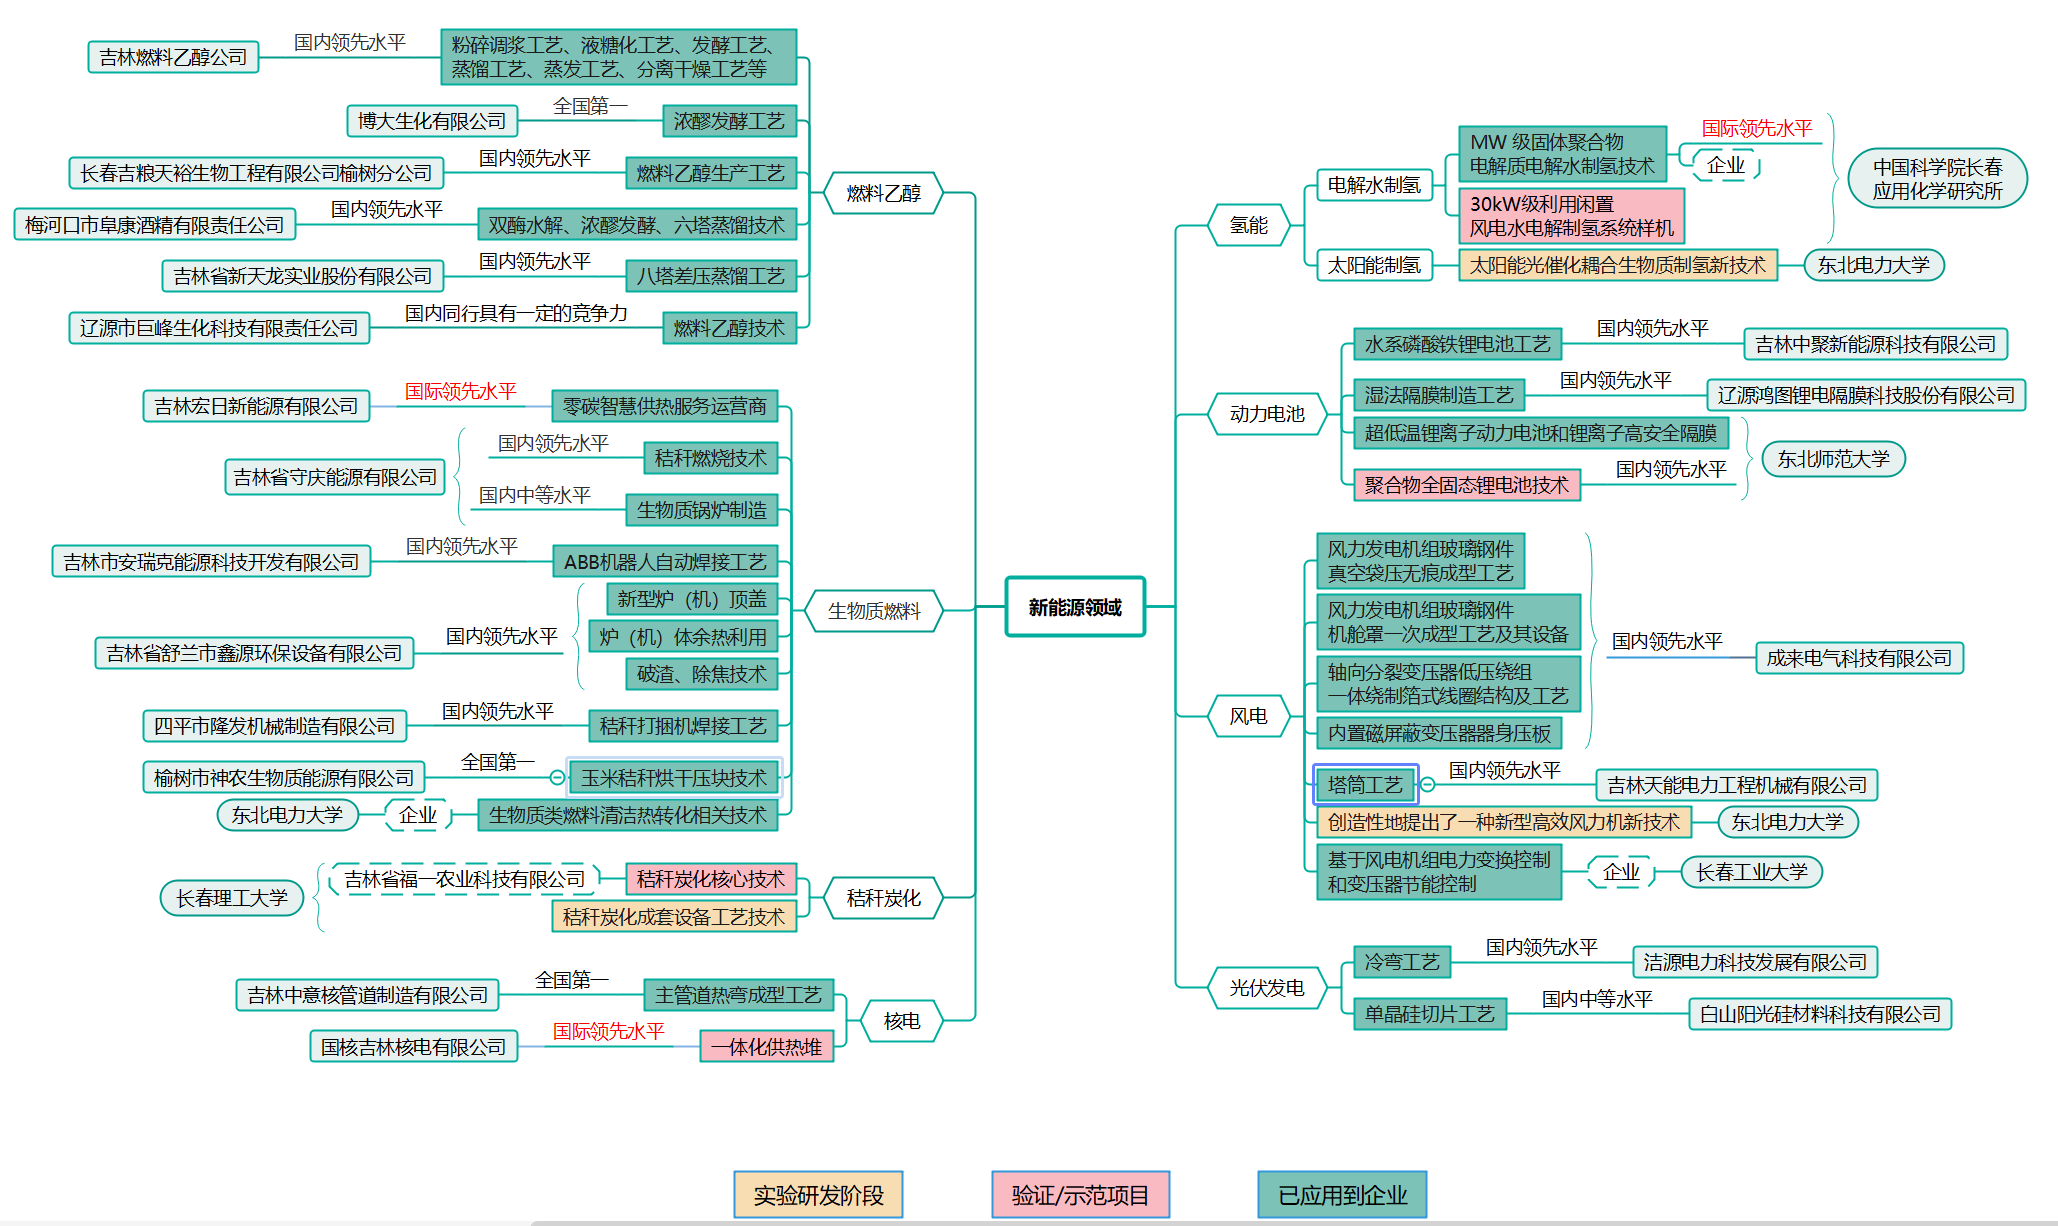 新能源领域
燃料乙醇
粉碎调浆工艺、液糖化工艺、发酵工艺、
蒸馏工艺、蒸发工艺、分离干燥工艺等
国内领先水平
吉林燃料乙醇公司
浓醪发酵工艺
全国第一
博大生化有限公司
燃料乙醇生产工艺
国内领先水平
长春吉粮天裕生物工程有限公司榆树分公司
双酶水解、浓醪发酵、六塔蒸馏技术
国内领先水平
梅河口市阜康酒精有限责任公司
八塔差压蒸馏工艺
国内领先水平
吉林省新天龙实业股份有限公司
燃料乙醇技术
国内同行具有一定的竞争力
辽源市巨峰生化科技有限责任公司
生物质燃料
零碳智慧供热服务运营商
国际领先水平
吉林宏日新能源有限公司
秸秆燃烧技术
国内领先水平
生物质锅炉制造
国内中等水平
吉林省守庆能源有限公司
ABB机器人自动焊接工艺
国内领先水平
吉林市安瑞克能源科技开发有限公司
新型炉（机）顶盖
炉（机）体余热利用
破渣、除焦技术
国内领先水平
吉林省舒兰市鑫源环保设备有限公司
秸秆打捆机焊接工艺
国内领先水平
四平市隆发机械制造有限公司
玉米秸秆烘干压块技术
全国第一
榆树市神农生物质能源有限公司
生物质类燃料清洁热转化相关技术
企业
东北电力大学
秸秆炭化
秸秆炭化核心技术
吉林省福一农业科技有限公司
秸秆炭化成套设备工艺技术
长春理工大学
核电
主管道热弯成型工艺
全国第一
吉林中意核管道制造有限公司
一体化供热堆
国际领先水平
国核吉林核电有限公司
氢能
电解水制氢
MW 级固体聚合物
电解质电解水制氢技术
国际领先水平
企业
30kW级利用闲置
风电水电解制氢系统样机
中国科学院长春
应用化学研究所
太阳能制氢
太阳能光催化耦合生物质制氢新技术
东北电力大学
动力电池
水系磷酸铁锂电池工艺
国内领先水平
吉林中聚新能源科技有限公司
湿法隔膜制造工艺
国内领先水平
辽源鸿图锂电隔膜科技股份有限公司
超低温锂离子动力电池和锂离子高安全隔膜
聚合物全固态锂电池技术
国内领先水平
东北师范大学
风电
风力发电机组玻璃钢件
真空袋压无痕成型工艺
风力发电机组玻璃钢件
机舱罩一次成型工艺及其设备
轴向分裂变压器低压绕组
一体绕制箔式线圈结构及工艺
内置磁屏蔽变压器器身压板
国内领先水平
成来电气科技有限公司
塔筒工艺
国内领先水平
吉林天能电力工程机械有限公司
创造性地提出了一种新型高效风力机新技术
东北电力大学
基于风电机组电力变换控制
和变压器节能控制
企业
长春工业大学
光伏发电
冷弯工艺
国内领先水平
洁源电力科技发展有限公司
单晶硅切片工艺
国内中等水平
白山阳光硅材料科技有限公司
实验研发阶段
验证/示范项目
已应用到企业